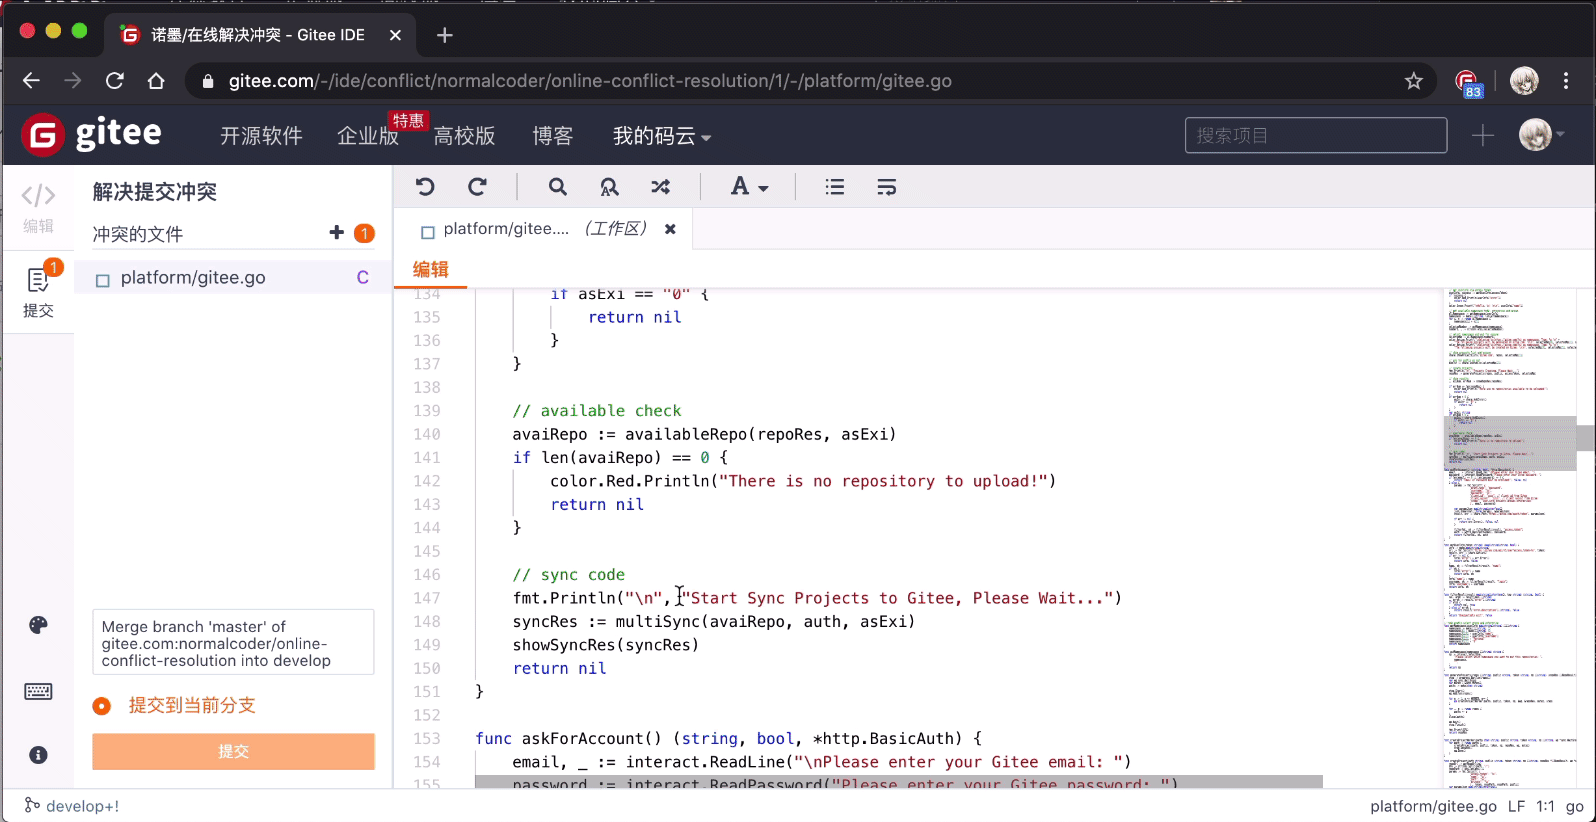 诺墨/在线解决冲突 - Gitee IDE
gitee.com/-/ide/conflict/normalcoder/online-conflict-resolution/1/-/platform/gitee.go
83
gitee
开源软件
企业版
特惠
高校版
博客
我的码云
搜索项目
编辑
1
提交
解决提交冲突
冲突的文件
1
platform/gitee.go C
Merge branch 'master' of
gitee.com:normalcoder/online-
conflict-resolution into develop
提交到当前分支
提交
A
platform/gitee.... (工作区)
编辑
134 if asExi == "0" {
135 return nil
136 }
137 }
138
139 // available check
140 avaiRepo := availableRepo(repoRes, asExi)
141 if len(avaiRepo) == 0 {
142 color.Red.Println("There is no repository to upload!")
143 return nil
144 }
145
146 // sync code
147 fmt.Println("\n", "Start Sync Projects to Gitee, Please Wait...")
148 syncRes := multiSync(avaiRepo, auth, asExi)
149 showSyncRes(syncRes)
150 return nil
151 }
152
153 func askForAccount() (string, bool, *http.BasicAuth) {
154 email, _ := interact.ReadLine("\nPlease enter your Gitee email: ")
155 password := interact.ReadPassword("Please enter your Gitee password: ")
develop+!
platform/gitee.go LF 1:1 go